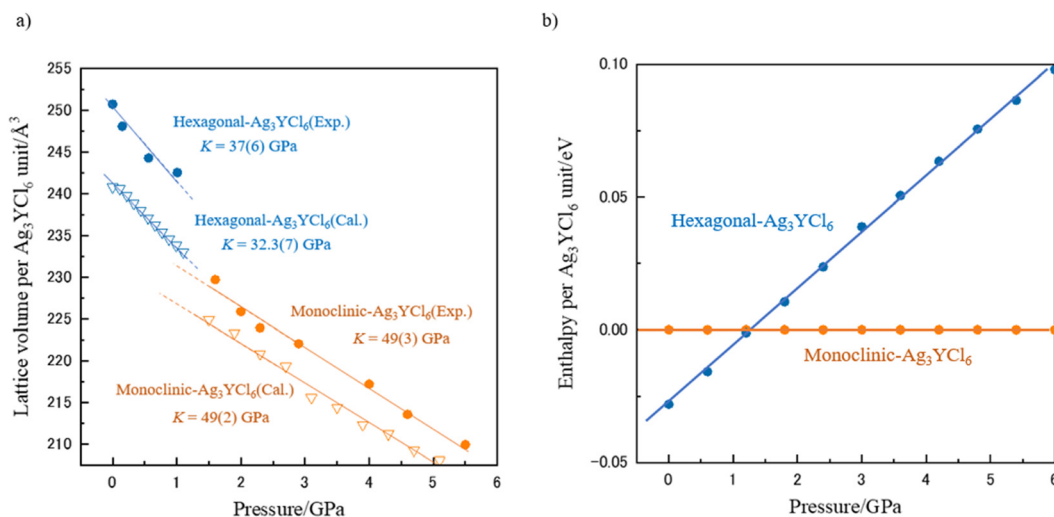 a)
b)
Lattice volume per Ag₃YCl₆ unit/Å³
255
250
245
240
235
230
225
220
215
210
Hexagonal-Ag₃YCl₆(Exp.)
K = 37(6) GPa
Hexagonal-Ag₃YCl₆(Cal.)
K = 32.3(7) GPa
Monoclinic-Ag₃YCl₆(Exp.)
K = 49(3) GPa
Monoclinic-Ag₃YCl₆(Cal.)
K = 49(2) GPa
0 1 2 3 4 5 6
Pressure/GPa
Enthalpy per Ag₃YCl₆ unit/eV
0.10
0.05
0.00
−0.05
Hexagonal-Ag₃YCl₆
Monoclinic-Ag₃YCl₆
0 1 2 3 4 5 6
Pressure/GPa